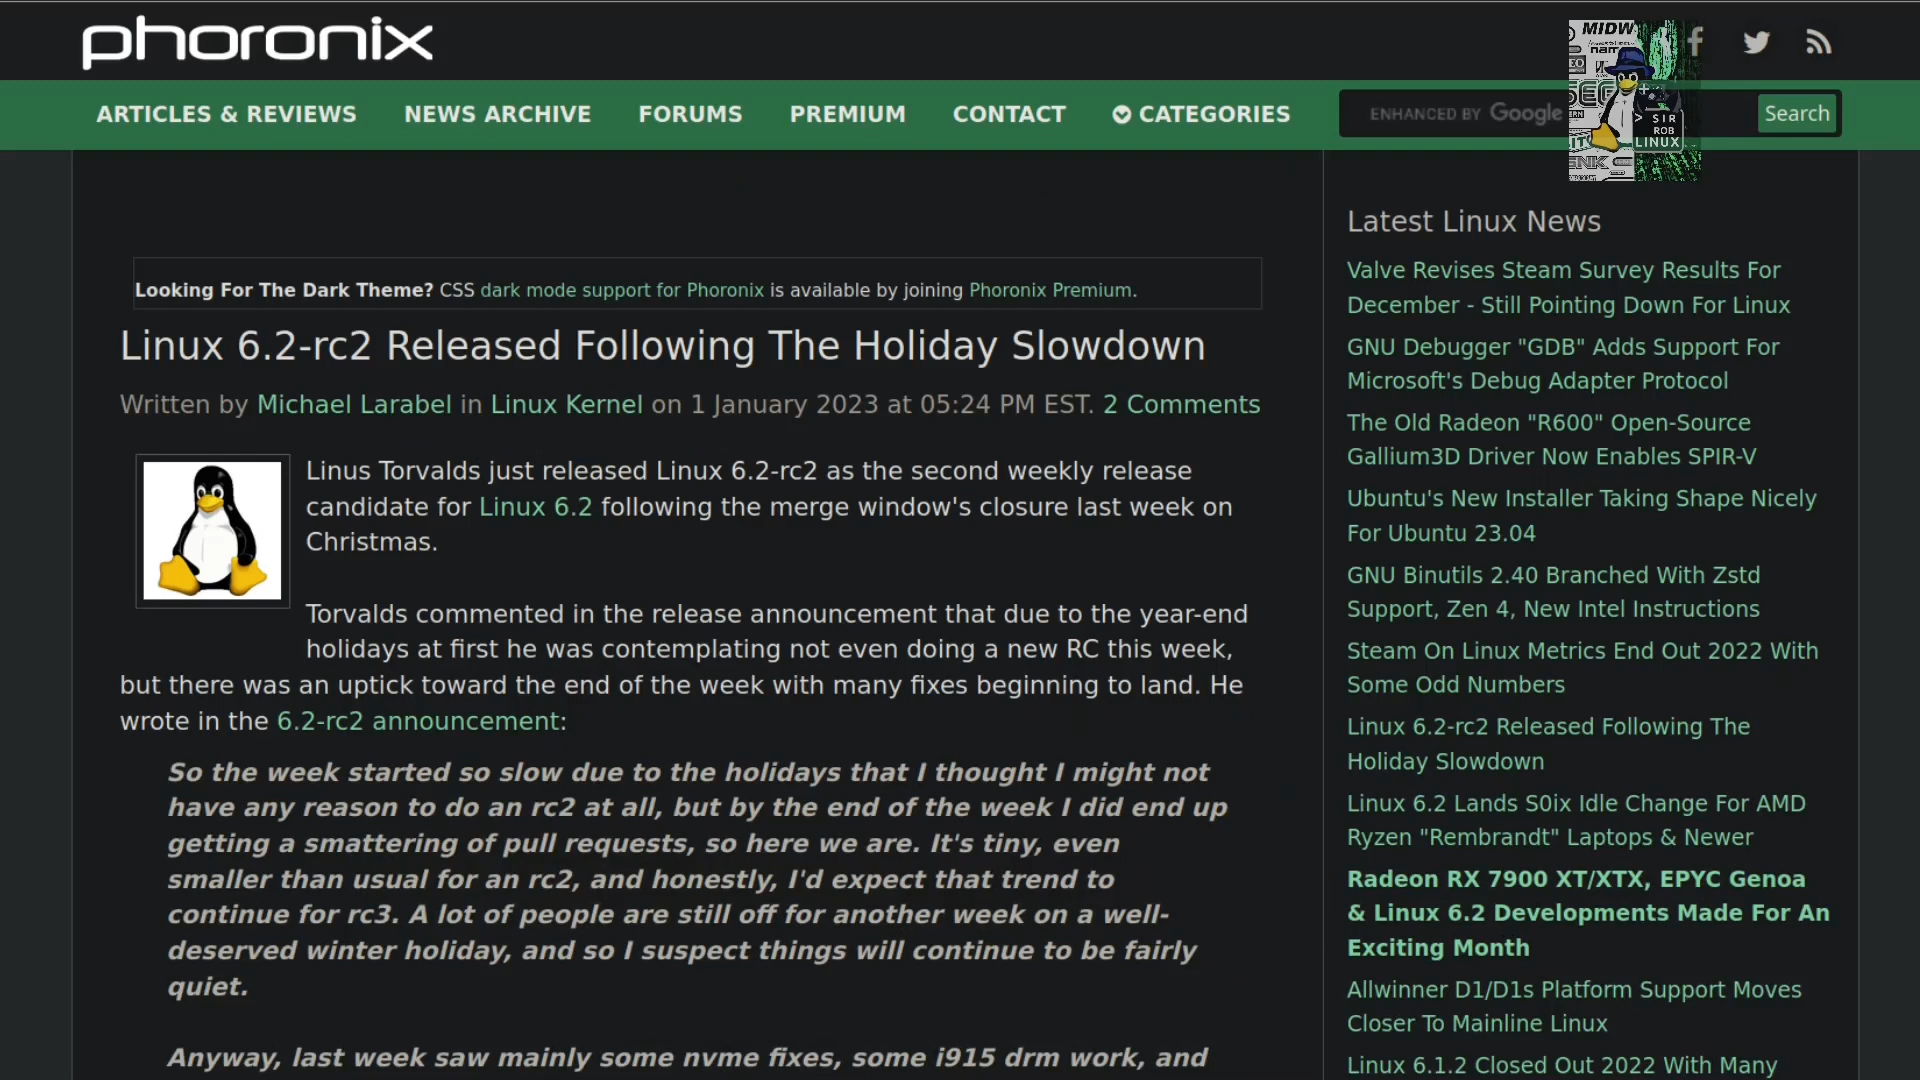 phoronix
ARTICLES & REVIEWS NEWS ARCHIVE FORUMS PREMIUM CONTACT CATEGORIES ENHANCED BY Google Search
MIDW
SIR
ROB
LINUX
Looking For The Dark Theme? CSS dark mode support for Phoronix is available by joining Phoronix Premium.
Linux 6.2-rc2 Released Following The Holiday Slowdown
Written by Michael Larabel in Linux Kernel on 1 January 2023 at 05:24 PM EST. 2 Comments
Linus Torvalds just released Linux 6.2-rc2 as the second weekly release
candidate for Linux 6.2 following the merge window's closure last week on
Christmas.
Torvalds commented in the release announcement that due to the year-end
holidays at first he was contemplating not even doing a new RC this week,
but there was an uptick toward the end of the week with many fixes beginning to land. He
wrote in the 6.2-rc2 announcement:
So the week started so slow due to the holidays that I thought I might not
have any reason to do an rc2 at all, but by the end of the week I did end up
getting a smattering of pull requests, so here we are. It's tiny, even
smaller than usual for an rc2, and honestly, I'd expect that trend to
continue for rc3. A lot of people are still off for another week on a well-
deserved winter holiday, and so I suspect things will continue to be fairly
quiet.
Anyway, last week saw mainly some nvme fixes, some i915 drm work, and
Latest Linux News
Valve Revises Steam Survey Results For
December - Still Pointing Down For Linux
GNU Debugger "GDB" Adds Support For
Microsoft's Debug Adapter Protocol
The Old Radeon "R600" Open-Source
Gallium3D Driver Now Enables SPIR-V
Ubuntu's New Installer Taking Shape Nicely
For Ubuntu 23.04
GNU Binutils 2.40 Branched With Zstd
Support, Zen 4, New Intel Instructions
Steam On Linux Metrics End Out 2022 With
Some Odd Numbers
Linux 6.2-rc2 Released Following The
Holiday Slowdown
Linux 6.2 Lands S0ix Idle Change For AMD
Ryzen "Rembrandt" Laptops & Newer
Radeon RX 7900 XT/XTX, EPYC Genoa
& Linux 6.2 Developments Made For An
Exciting Month
Allwinner D1/D1s Platform Support Moves
Closer To Mainline Linux
Linux 6.1.2 Closed Out 2022 With Many